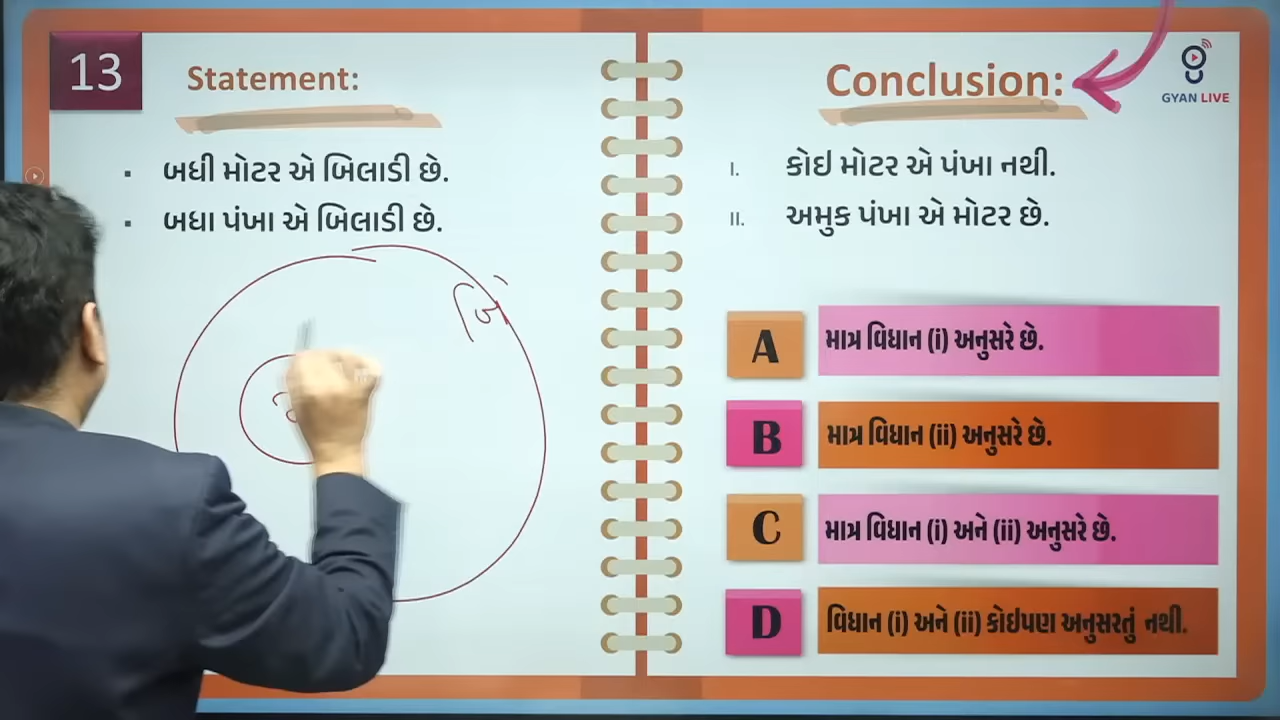 13
Statement:
▪ બધી મોટર એ બિલાડી છે.
▪ બધા પંખા એ બિલાડી છે.
બિ
Conclusion:
GYAN LIVE
I. કોઇ મોટર એ પંખા નથી.
II. અમુક પંખા એ મોટર છે.
A માત્ર વિધાન (i) અનુસરે છે.
B માત્ર વિધાન (ii) અનુસરે છે.
C માત્ર વિધાન (i) અને (ii) અનુસરે છે.
D વિધાન (i) અને (ii) કોઇપણ અનુસરતું નથી.